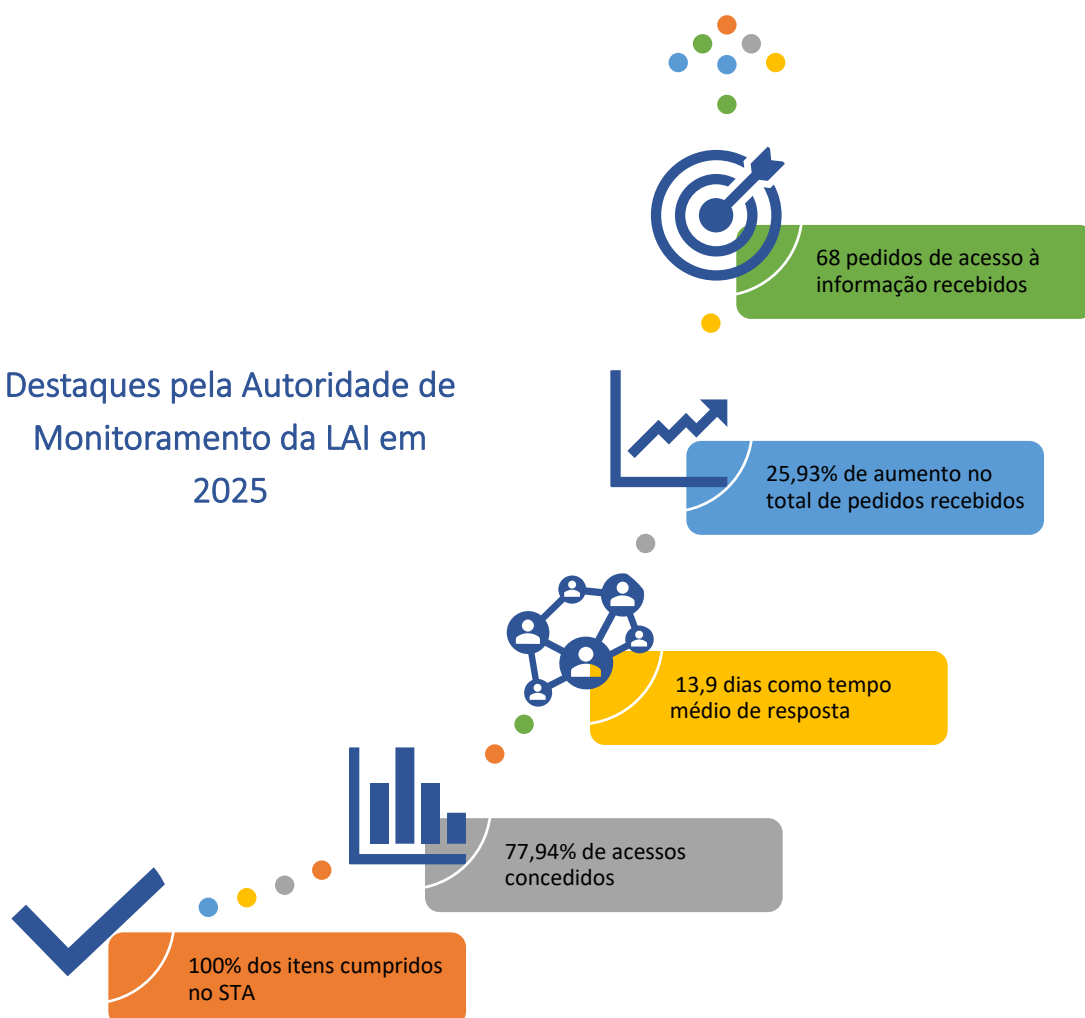 68 pedidos de acesso à
informação recebidos
Destaques pela Autoridade de
Monitoramento da LAI em
2025
25,93% de aumento no
total de pedidos recebidos
13,9 dias como tempo
médio de resposta
77,94% de acessos
concedidos
100% dos itens cumpridos
no STA